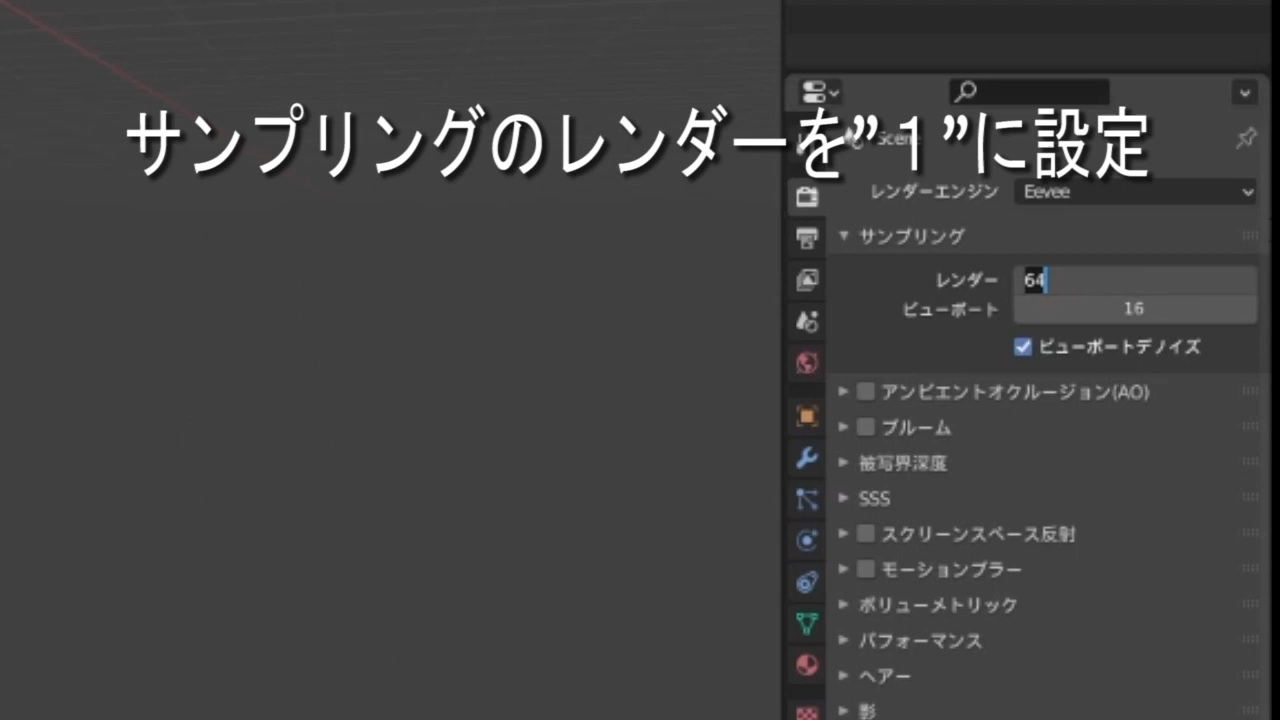 サンプリングのレンダーを”１”に設定
Scene
レンダーエンジン Eevee
サンプリング
レンダー 64
ビューポート 16
ビューポートデノイズ
アンビエントオクルージョン(AO)
ブルーム
被写界深度
SSS
スクリーンスペース反射
モーションブラー
ボリューメトリック
パフォーマンス
ヘアー
影